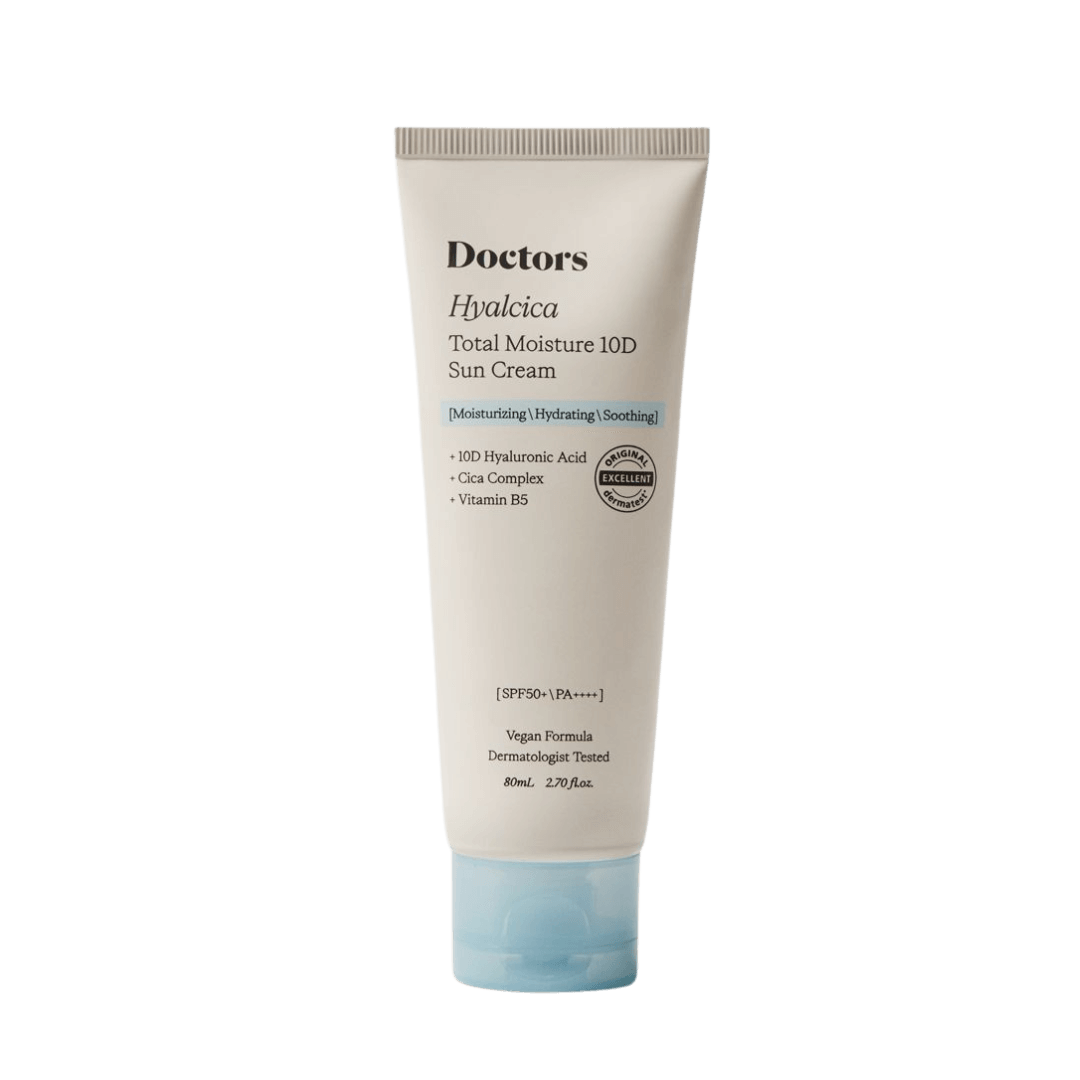 Doctors
Hyalcica
Total Moisture 10D
Sun Cream
[Moisturizing\Hydrating\Soothing]
+ 10D Hyaluronic Acid
+ Cica Complex
+ Vitamin B5
ORIGINAL
EXCELLENT
dermatest®
[SPF50+\PA++++]
Vegan Formula
Dermatologist Tested
80mL 2.70 fl.oz.